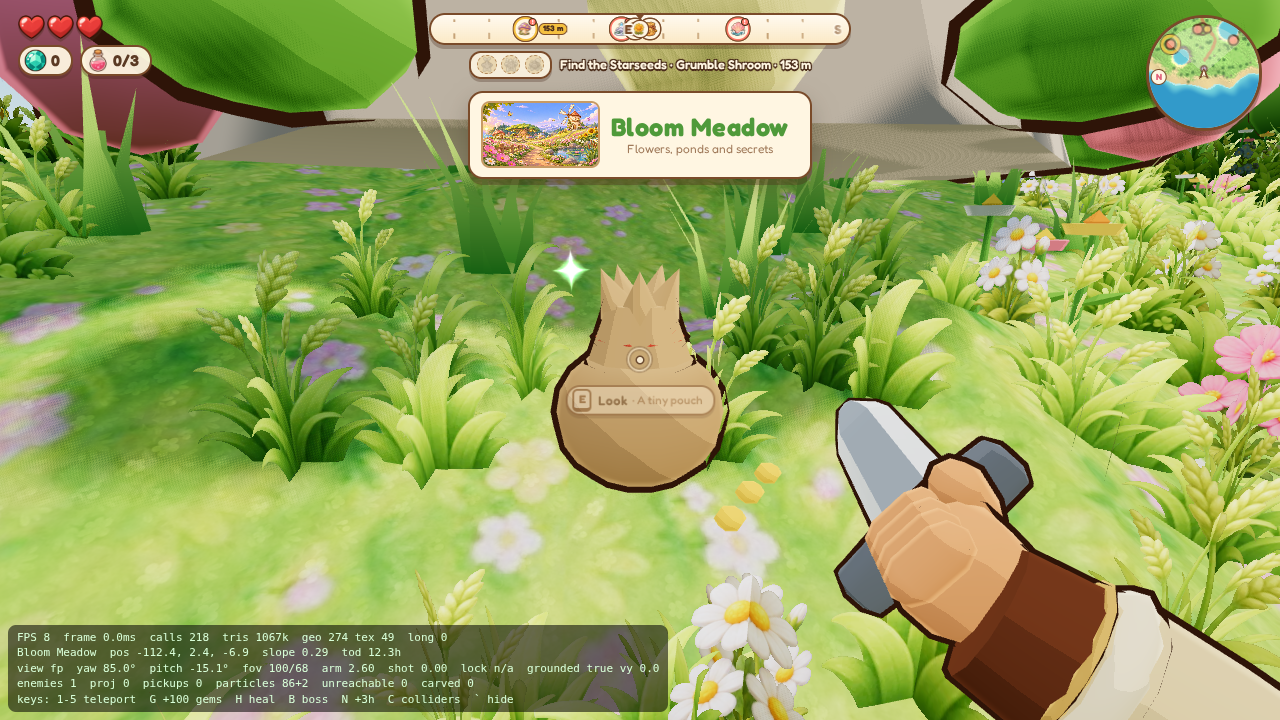 153 m
E
S
0
0/3
Find the Starseeds · Grumble Shroom · 153 m
N
Bloom Meadow
Flowers, ponds and secrets
E Look · A tiny pouch
FPS 8 frame 0.0ms calls 218 tris 1067k geo 274 tex 49 long 0
Bloom Meadow pos -112.4, 2.4, -6.9 slope 0.29 tod 12.3h
view fp yaw 85.0° pitch -15.1° fov 100/68 arm 2.60 shot 0.00 lock n/a grounded true vy 0.0
enemies 1 proj 0 pickups 0 particles 86+2 unreachable 0 carved 0
keys: 1-5 teleport G +100 gems H heal B boss N +3h C colliders ` hide